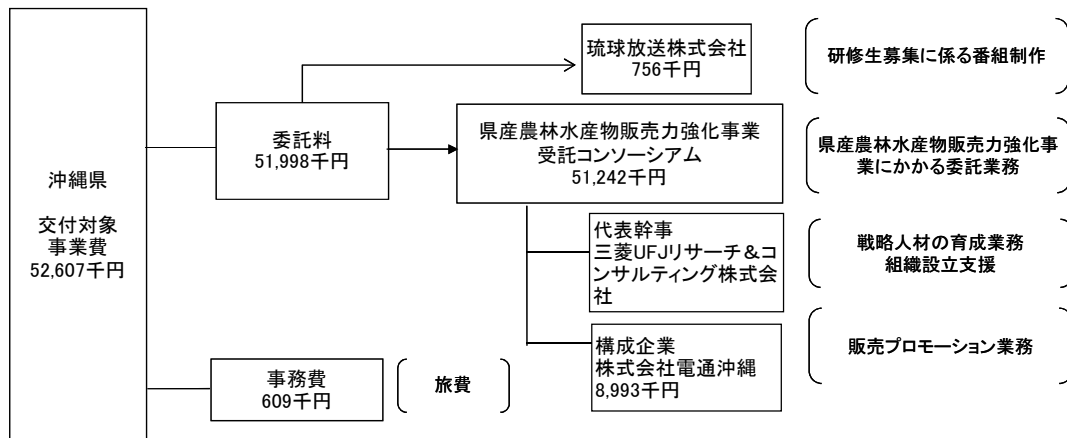 沖縄県
交付対象
事業費
52,607千円
委託料
51,998千円
琉球放送株式会社
756千円
研修生募集に係る番組制作
県産農林水産物販売力強化事業
受託コンソーシアム
51,242千円
県産農林水産物販売力強化事
業にかかる委託業務
代表幹事
三菱UFJリサーチ＆コ
ンサルティング株式会
社
戦略人材の育成業務
組織設立支援
構成企業
株式会社電通沖縄
8,993千円
販売プロモーション業務
事務費
609千円
旅費